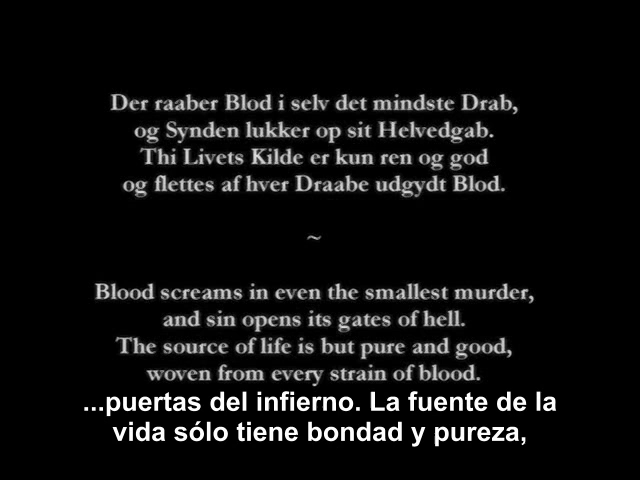 Der raaber Blod i selv det mindste Drab,
og Synden lukker op sit Helvedgab.
Thi Livets Kilde er kun ren og god
og flettes af hver Draabe udgydt Blod.
~
Blood screams in even the smallest murder,
and sin opens its gates of hell.
The source of life is but pure and good,
woven from every strain of blood.
...puertas del infierno. La fuente de la
vida sólo tiene bondad y pureza,